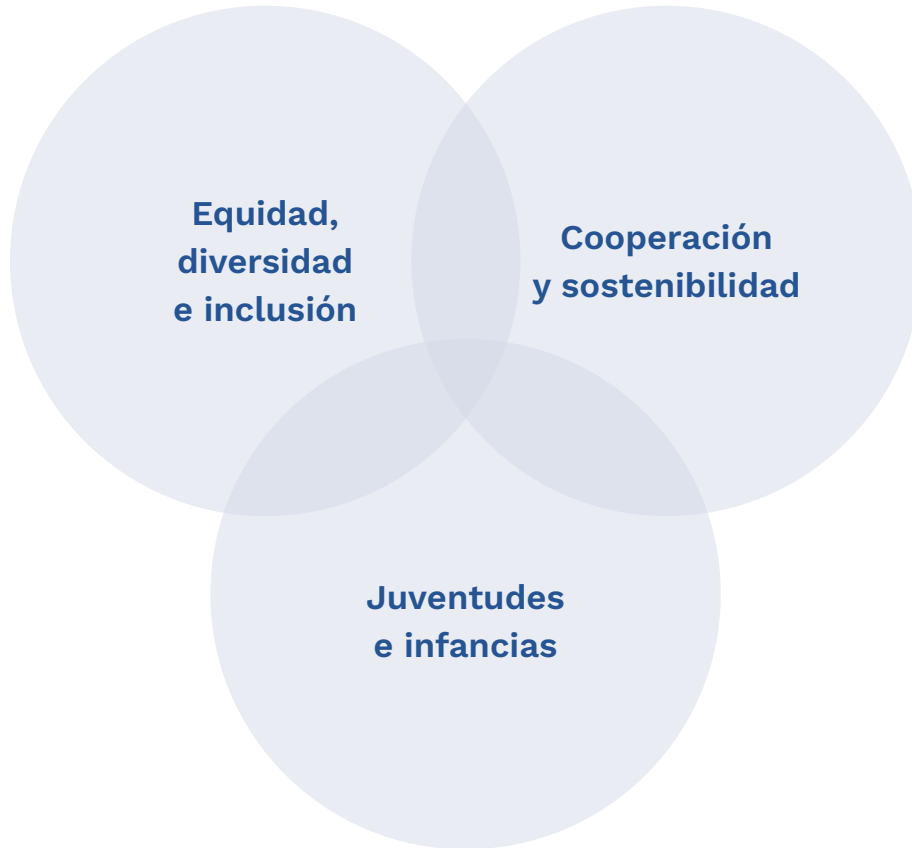 Equidad,
diversidad
e inclusión
Cooperación
y sostenibilidad
Juventudes
e infancias